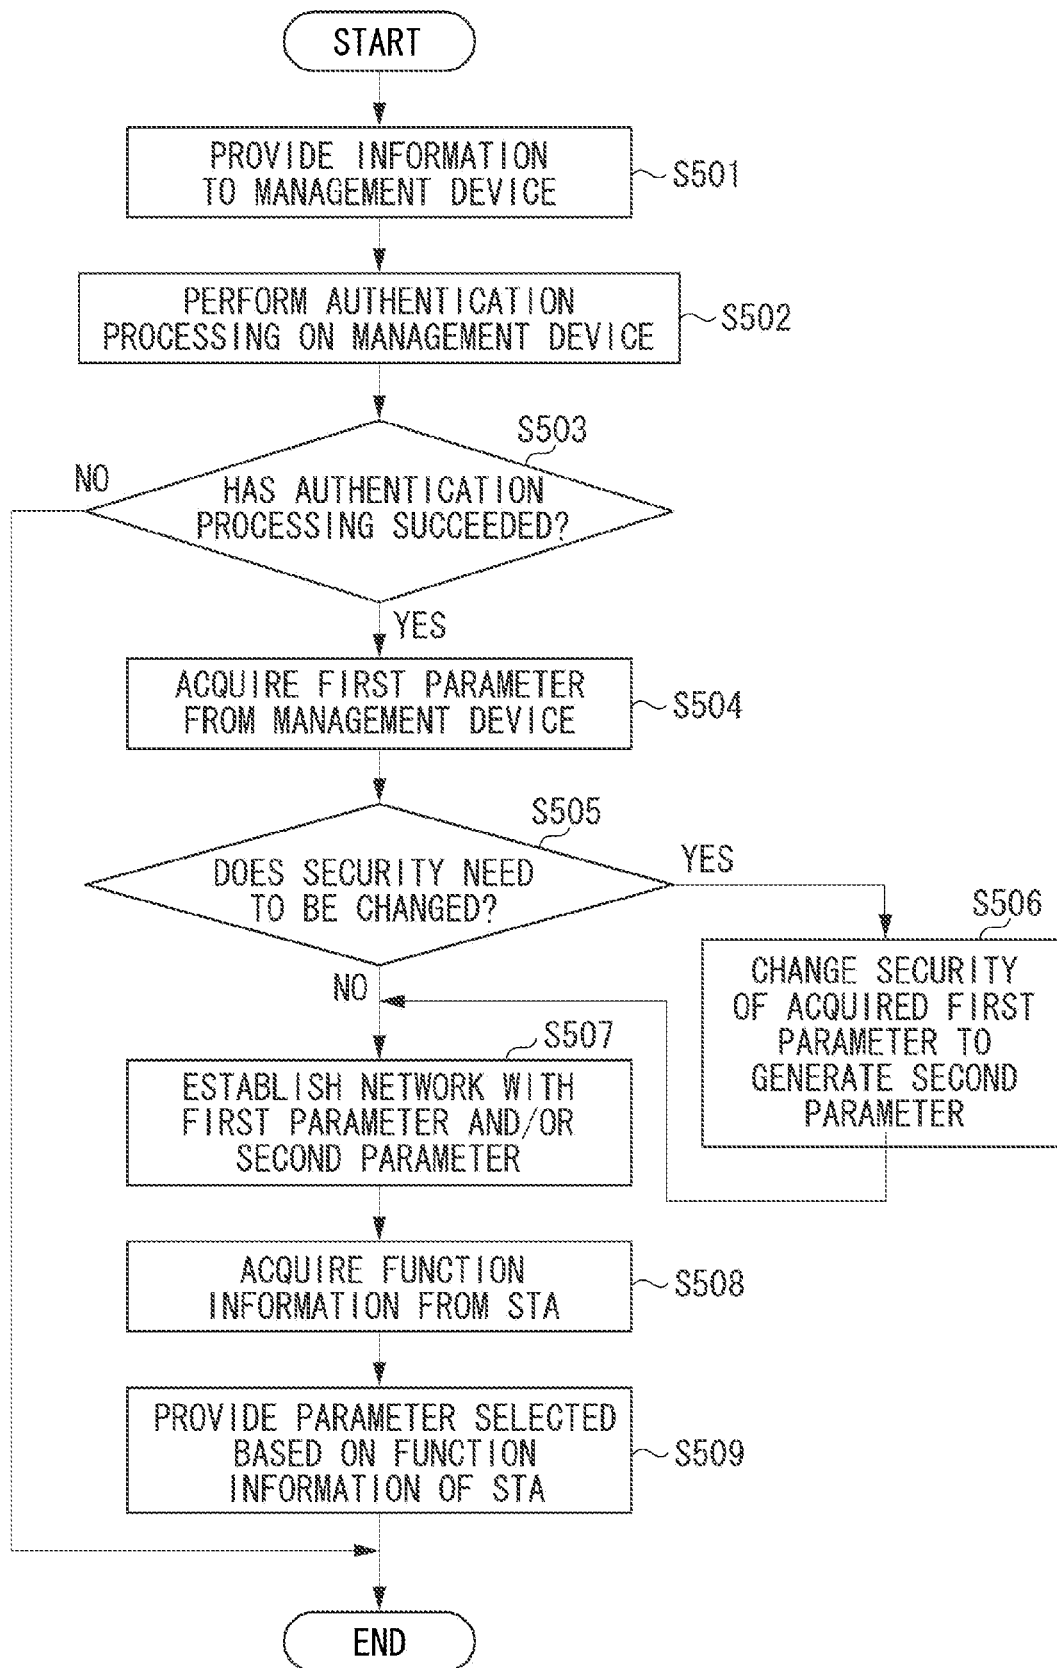 START
PROVIDE INFORMATION
TO MANAGEMENT DEVICE
S501
PERFORM AUTHENTICATION
PROCESSING ON MANAGEMENT DEVICE
S502
S503
NO
HAS AUTHENTICATION
PROCESSING SUCCEEDED?
YES
ACQUIRE FIRST PARAMETER
FROM MANAGEMENT DEVICE
S504
S505
DOES SECURITY NEED
TO BE CHANGED?
YES
S506
CHANGE SECURITY
OF ACQUIRED FIRST
PARAMETER TO
GENERATE SECOND
PARAMETER
NO
S507
ESTABLISH NETWORK WITH
FIRST PARAMETER AND/OR
SECOND PARAMETER
ACQUIRE FUNCTION
INFORMATION FROM STA
S508
PROVIDE PARAMETER SELECTED
BASED ON FUNCTION
INFORMATION OF STA
S509
END